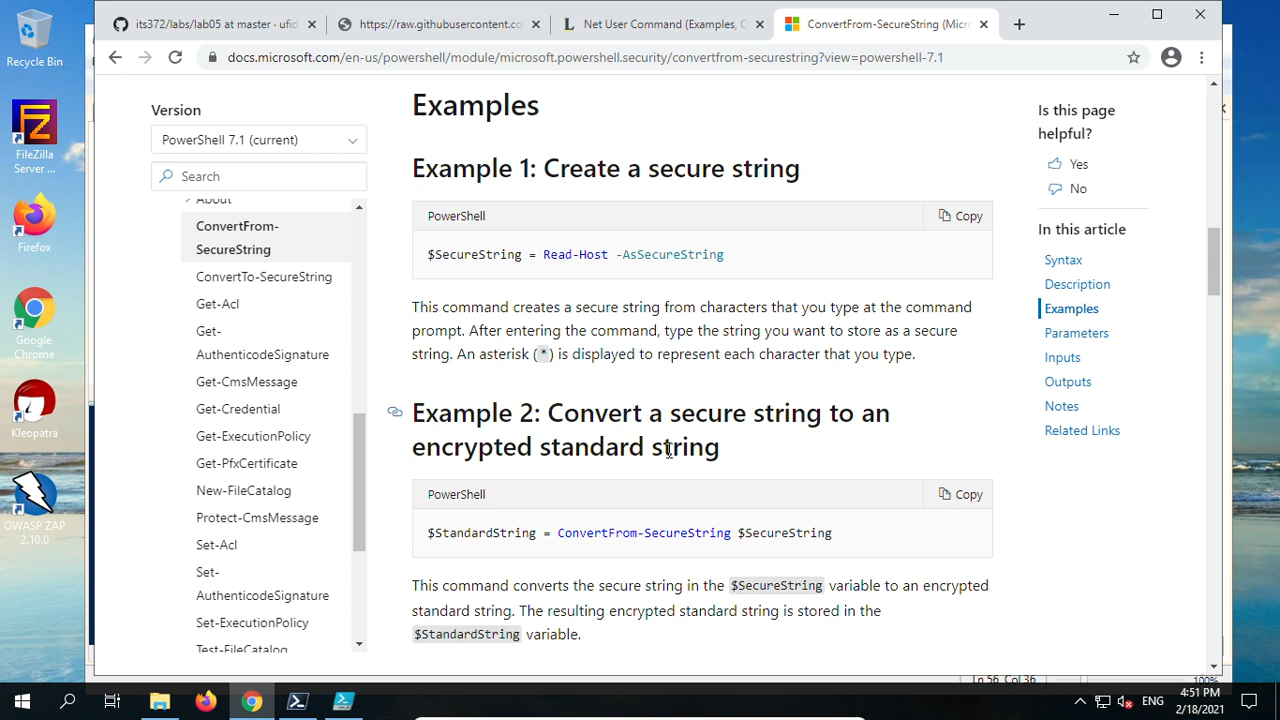 Recycle Bin
FileZilla
Server ...
Firefox
Google
Chrome
Kleopatra
OWASP ZAP
2.10.0
its372/labs/lab05 at master · ufid
https://raw.githubusercontent.co
Net User Command (Examples, C
ConvertFrom-SecureString (Micr
docs.microsoft.com/en-us/powershell/module/microsoft.powershell.security/convertfrom-securestring?view=powershell-7.1
Version
PowerShell 7.1 (current)
Search
About
ConvertFrom-
SecureString
ConvertTo-SecureString
Get-Acl
Get-
AuthenticodeSignature
Get-CmsMessage
Get-Credential
Get-ExecutionPolicy
Get-PfxCertificate
New-FileCatalog
Protect-CmsMessage
Set-Acl
Set-
AuthenticodeSignature
Set-ExecutionPolicy
Test-FileCatalog
Examples
Example 1: Create a secure string
PowerShell
Copy
$SecureString = Read-Host -AsSecureString
This command creates a secure string from characters that you type at the command
prompt. After entering the command, type the string you want to store as a secure
string. An asterisk (*) is displayed to represent each character that you type.
Example 2: Convert a secure string to an
encrypted standard string
PowerShell
Copy
$StandardString = ConvertFrom-SecureString $SecureString
This command converts the secure string in the $SecureString variable to an encrypted
standard string. The resulting encrypted standard string is stored in the
$StandardString variable.
Is this page
helpful?
Yes
No
In this article
Syntax
Description
Examples
Parameters
Inputs
Outputs
Notes
Related Links
Ln 56 Col 36
100%
ENG
4:51 PM
2/18/2021